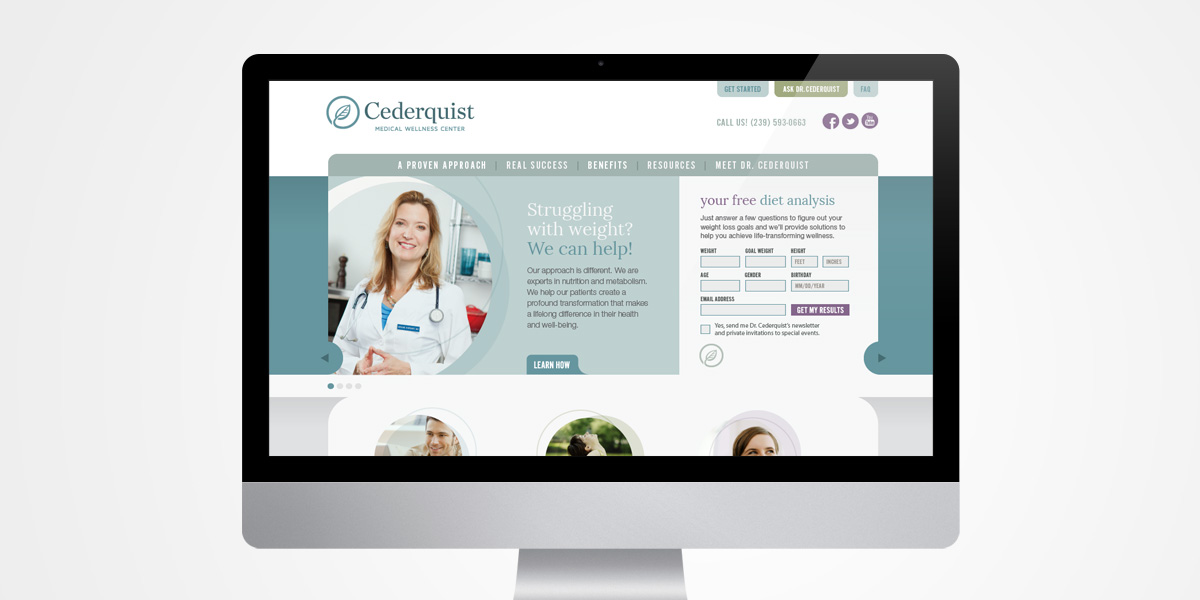 GET STARTED
ASK DR.CEDERQUIST
FAQ
Cederquist
MEDICAL WELLNESS CENTER
CALL US! (239) 593-0663
You
A PROVEN APPROACH | REAL SUCCESS | BENEFITS | RESOURCES | MEET DR. CEDERQUIST
Struggling
with weight?
We can help!
Our approach is different. We are
experts in nutrition and metabolism.
We help our patients create a
profound transformation that makes
a lifelong difference in their health
and well-being.
LEARN HOW
your free diet analysis
Just answer a few questions to figure out your
weight loss goals and we'll provide solutions to
help you achieve life-transforming wellness.
WEIGHT GOAL WEIGHT HEIGHT
FEET INCHES
AGE GENDER BIRTHDAY
MM/DD/YEAR
EMAIL ADDRESS
GET MY RESULTS
Yes, send me Dr. Cederquist's newsletter
and private invitations to special events.